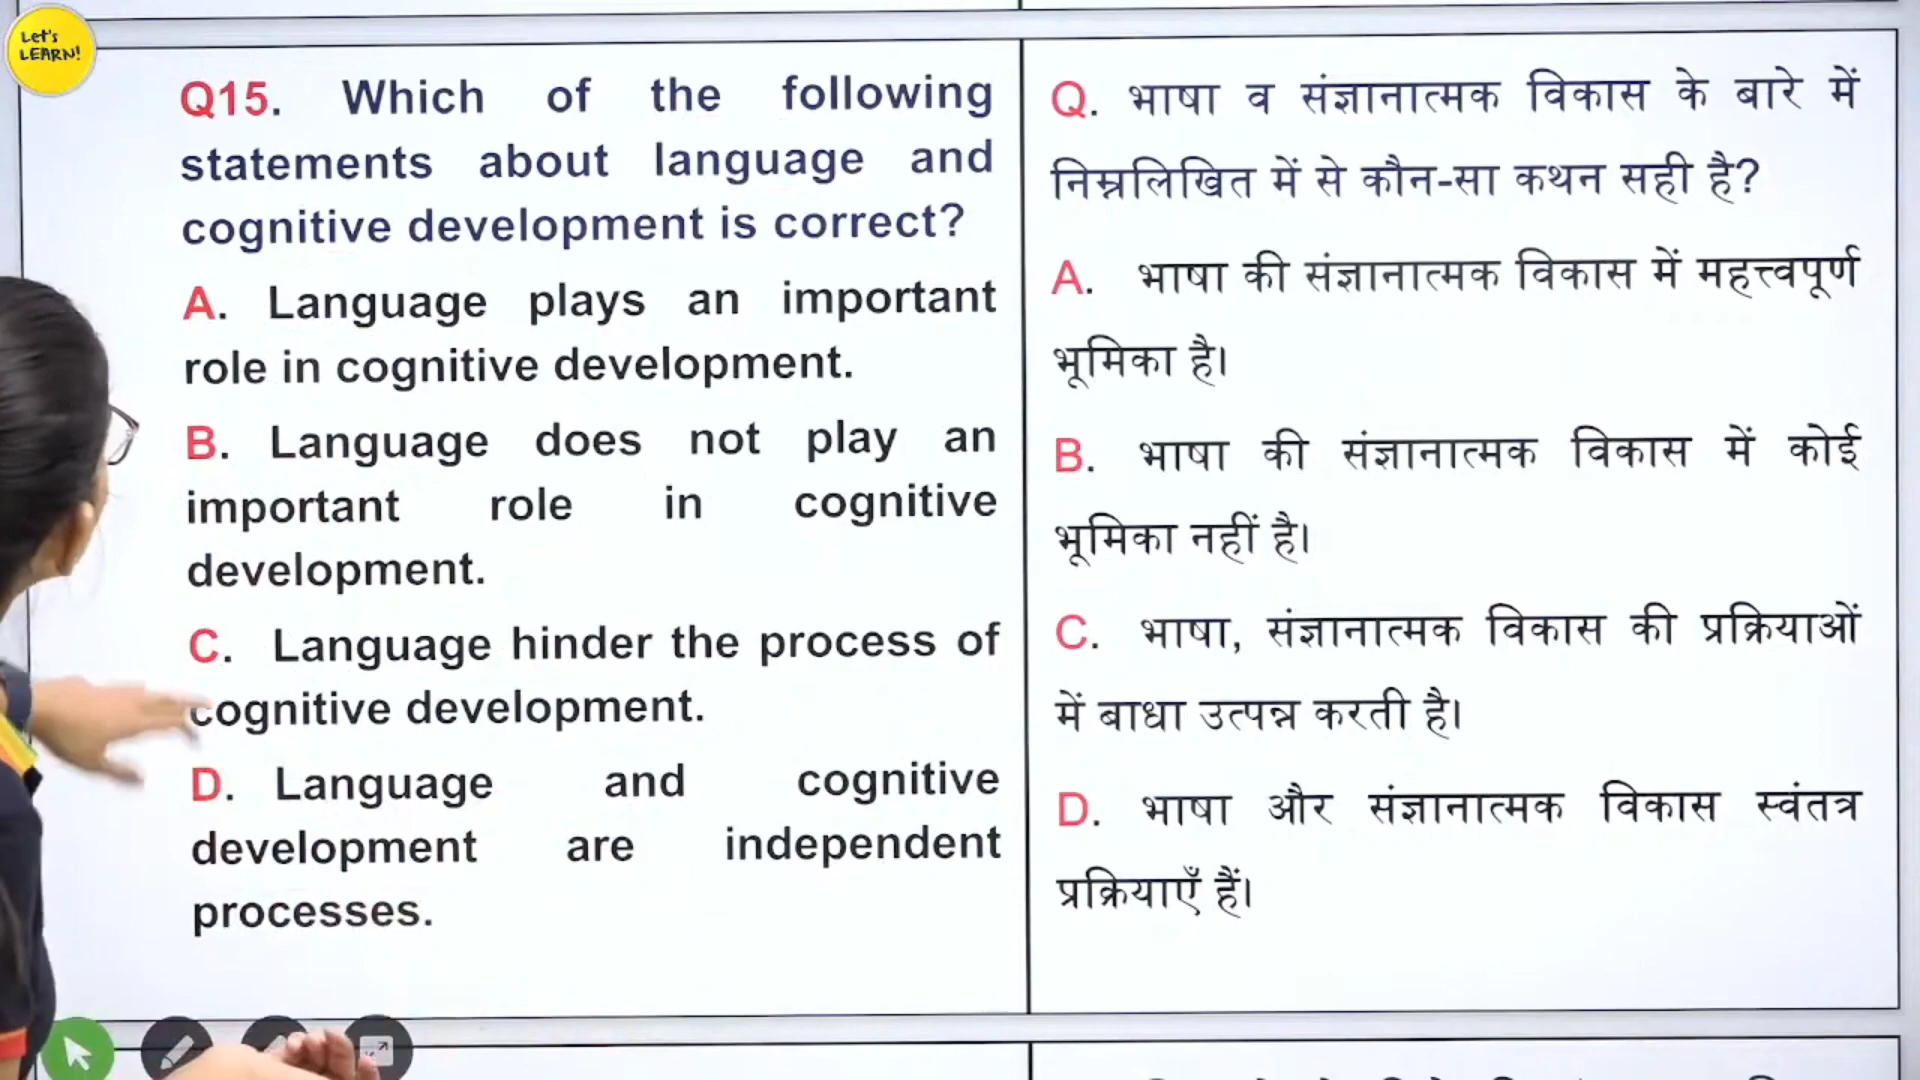 Let's
LEARN!
Q15. Which of the following
statements about language and
cognitive development is correct?
A. Language plays an important
role in cognitive development.
B. Language does not play an
important role in cognitive
development.
C. Language hinder the process of
cognitive development.
D. Language and cognitive
development are independent
processes.
Q. भाषा व संज्ञानात्मक विकास के बारे में
निम्नलिखित में से कौन-सा कथन सही है?
A. भाषा की संज्ञानात्मक विकास में महत्त्वपूर्ण
भूमिका है।
B. भाषा की संज्ञानात्मक विकास में कोई
भूमिका नहीं है।
C. भाषा, संज्ञानात्मक विकास की प्रक्रियाओं
में बाधा उत्पन्न करती है।
D. भाषा और संज्ञानात्मक विकास स्वंतत्र
प्रक्रियाएँ हैं।